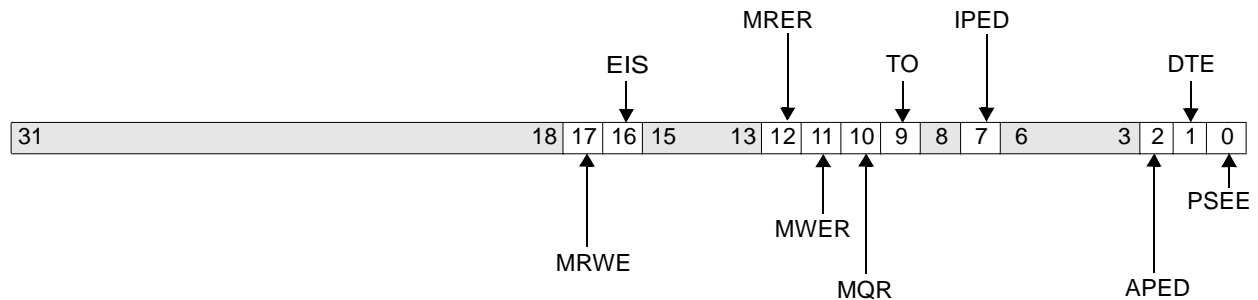 MRER IPED
EIS TO DTE
31 18 17 16 15 13 12 11 10 9 8 7 6 3 2 1 0
PSEE
MWER
MRWE
MQR APED